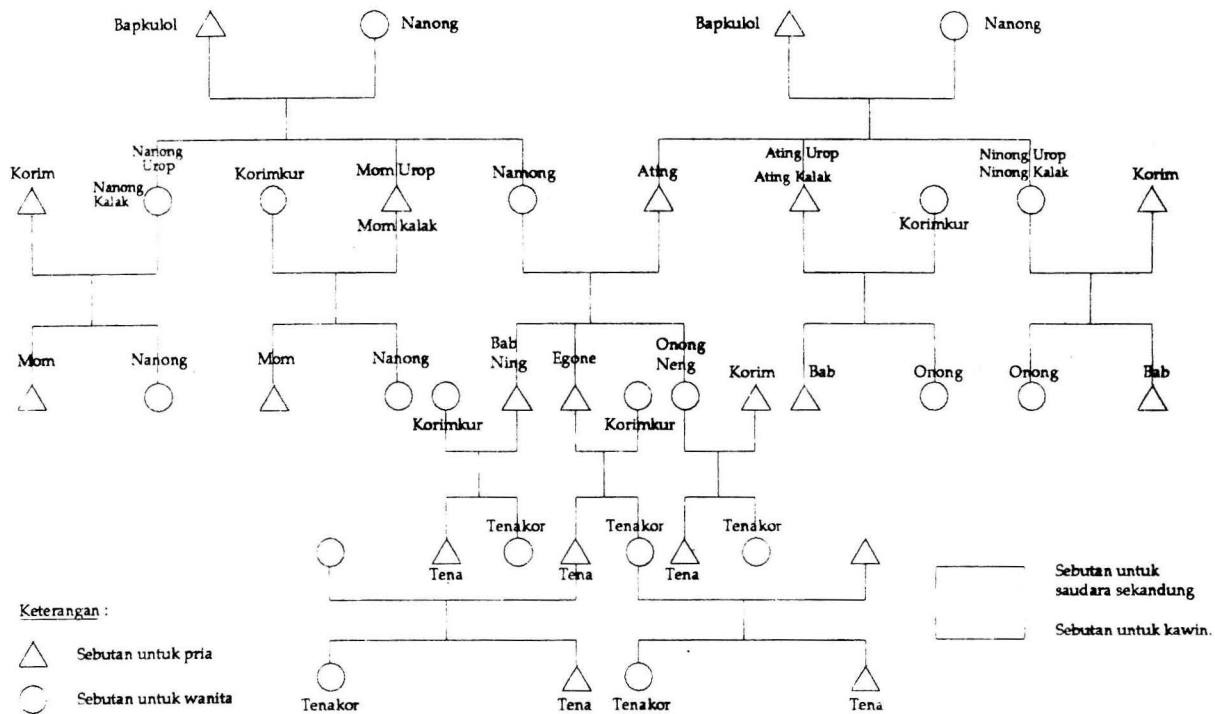 Bapkulol
Nanong
Bapkulol
Nanong
Korim
Nanong
Urop
Nanong
Kalak
Korimkur
Mom Urop
Mom kalak
Namong
Ating
Ating Urop
Ating Kalak
Korimkur
Ninong Urop
Ninong Kalak
Korim
Mom
Nanong
Mom
Nanong
Korimkur
Bab
Ning
Egone
Korimkur
Onong
Neng
Korim
Bab
Onong
Onong
Bab
Tena
Tenakor
Tena
Tenakor
Tena
Tenakor
Tenakor
Tena
Tenakor
Tena
Keterangan :
Sebutan untuk pria
Sebutan untuk wanita
Sebutan untuk
saudara sekandung
Sebutan untuk kawin.